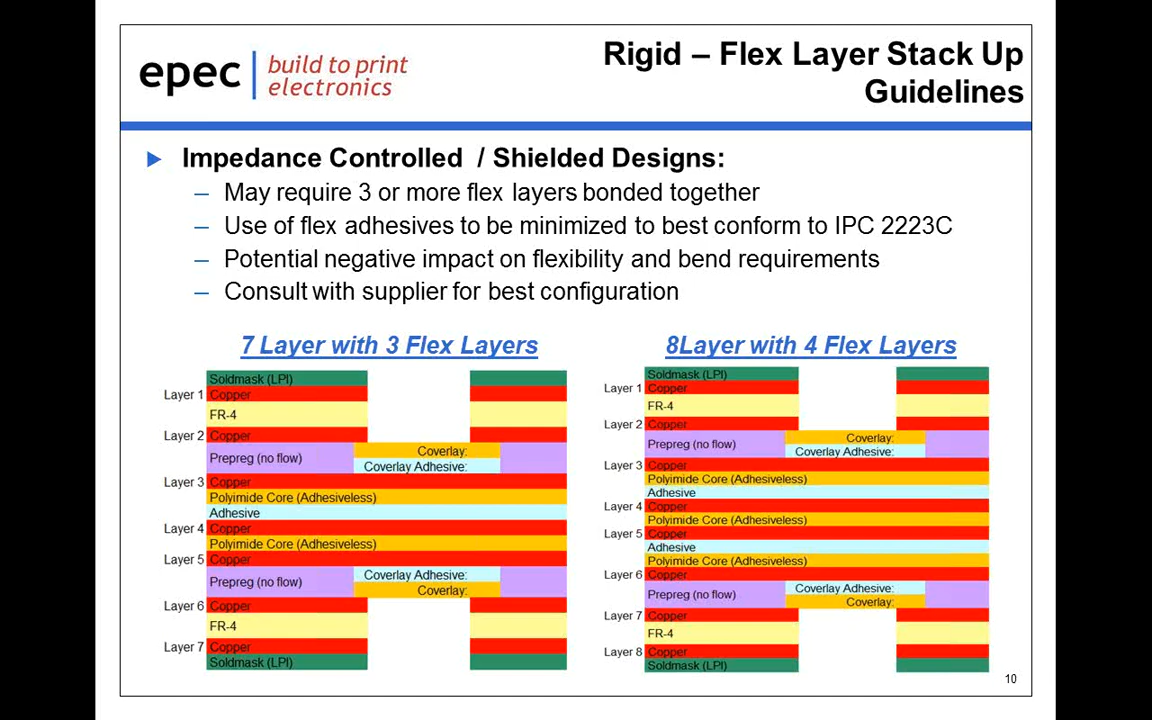 epec
build to print
electronics
Rigid – Flex Layer Stack Up
Guidelines
Impedance Controlled / Shielded Designs:
– May require 3 or more flex layers bonded together
– Use of flex adhesives to be minimized to best conform to IPC 2223C
– Potential negative impact on flexibility and bend requirements
– Consult with supplier for best configuration
7 Layer with 3 Flex Layers
Soldmask (LPI)
Layer 1 Copper
FR-4
Layer 2 Copper
Prepreg (no flow)
Coverlay:
Coverlay Adhesive:
Layer 3 Copper
Polyimide Core (Adhesiveless)
Adhesive
Layer 4 Copper
Polyimide Core (Adhesiveless)
Layer 5 Copper
Prepreg (no flow)
Coverlay Adhesive:
Coverlay:
Layer 6 Copper
FR-4
Layer 7 Copper
Soldmask (LPI)
8Layer with 4 Flex Layers
Soldmask (LPI)
Layer 1 Copper
FR-4
Layer 2 Copper
Prepreg (no flow)
Coverlay:
Coverlay Adhesive:
Layer 3 Copper
Polyimide Core (Adhesiveless)
Adhesive
Layer 4 Copper
Polyimide Core (Adhesiveless)
Layer 5 Copper
Adhesive
Polyimide Core (Adhesiveless)
Layer 6 Copper
Prepreg (no flow)
Coverlay Adhesive:
Coverlay:
Layer 7 Copper
FR-4
Layer 8 Copper
Soldmask (LPI)
10